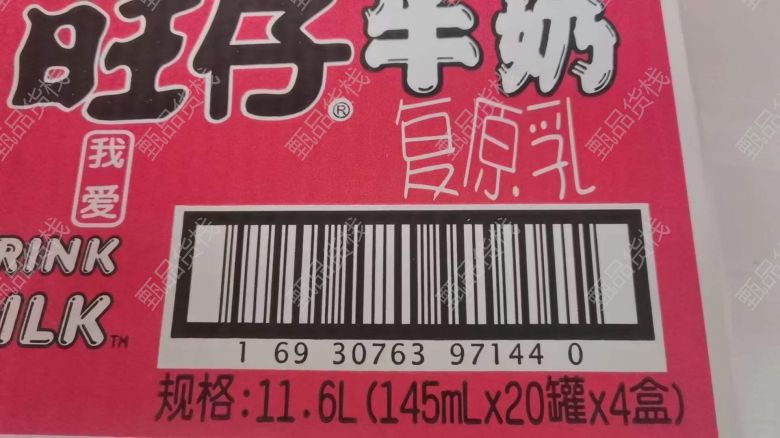 旺仔牛奶
®
复原乳
我爱
RINK
ILK™
1 69 30763 97144 0
规格:11.6L(145mLx20罐x4盒)
甄品货栈